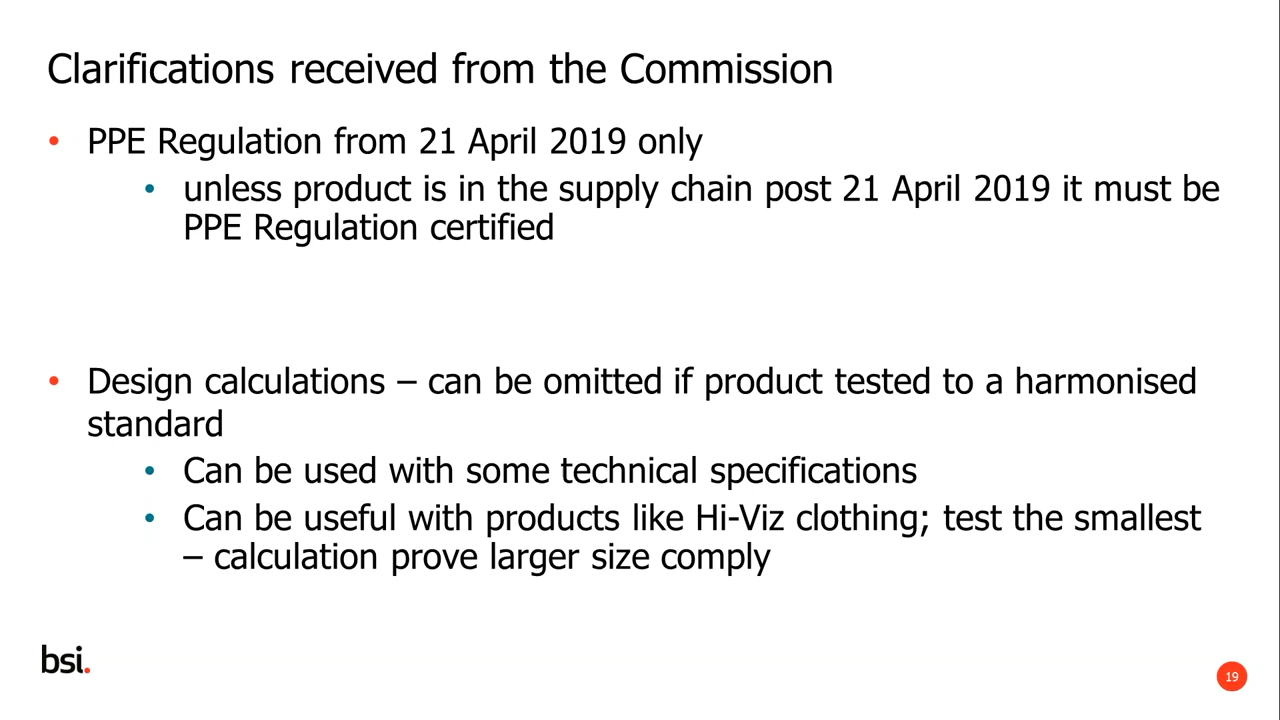 Clarifications received from the Commission
• PPE Regulation from 21 April 2019 only
• unless product is in the supply chain post 21 April 2019 it must be
PPE Regulation certified
• Design calculations – can be omitted if product tested to a harmonised
standard
• Can be used with some technical specifications
• Can be useful with products like Hi-Viz clothing; test the smallest
– calculation prove larger size comply
bsi.
19